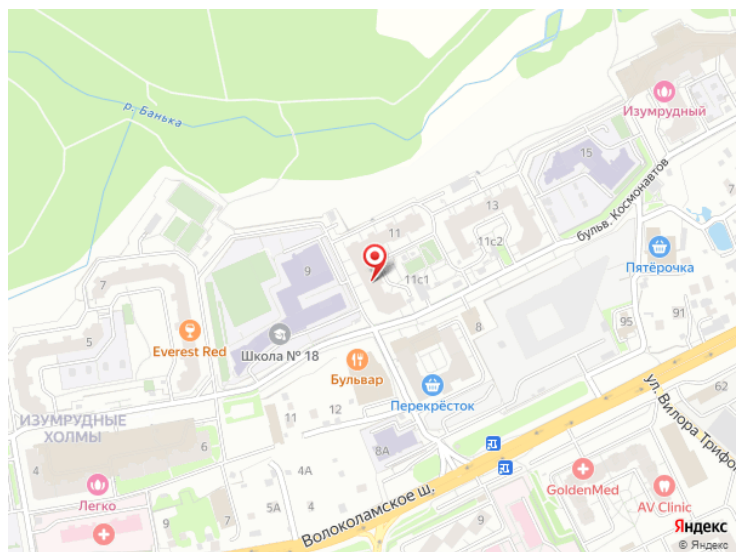 Изумрудный
р. Банька
15
бульв. Космонавтов
13
11
11с2
9
11с1
Пятёрочка
7
8
95
91
5
Everest Red
Школа № 18
Бульвар
62
ул. Вилора Трифо
Перекрёсток
ИЗУМРУДНЫЕ
ХОЛМЫ
11
12
6
8А
4
4А
GoldenMed
Легко
AV Clinic
5А
4
9
9
7
9
Волоколамское ш.
Яндекс
© Яндекс